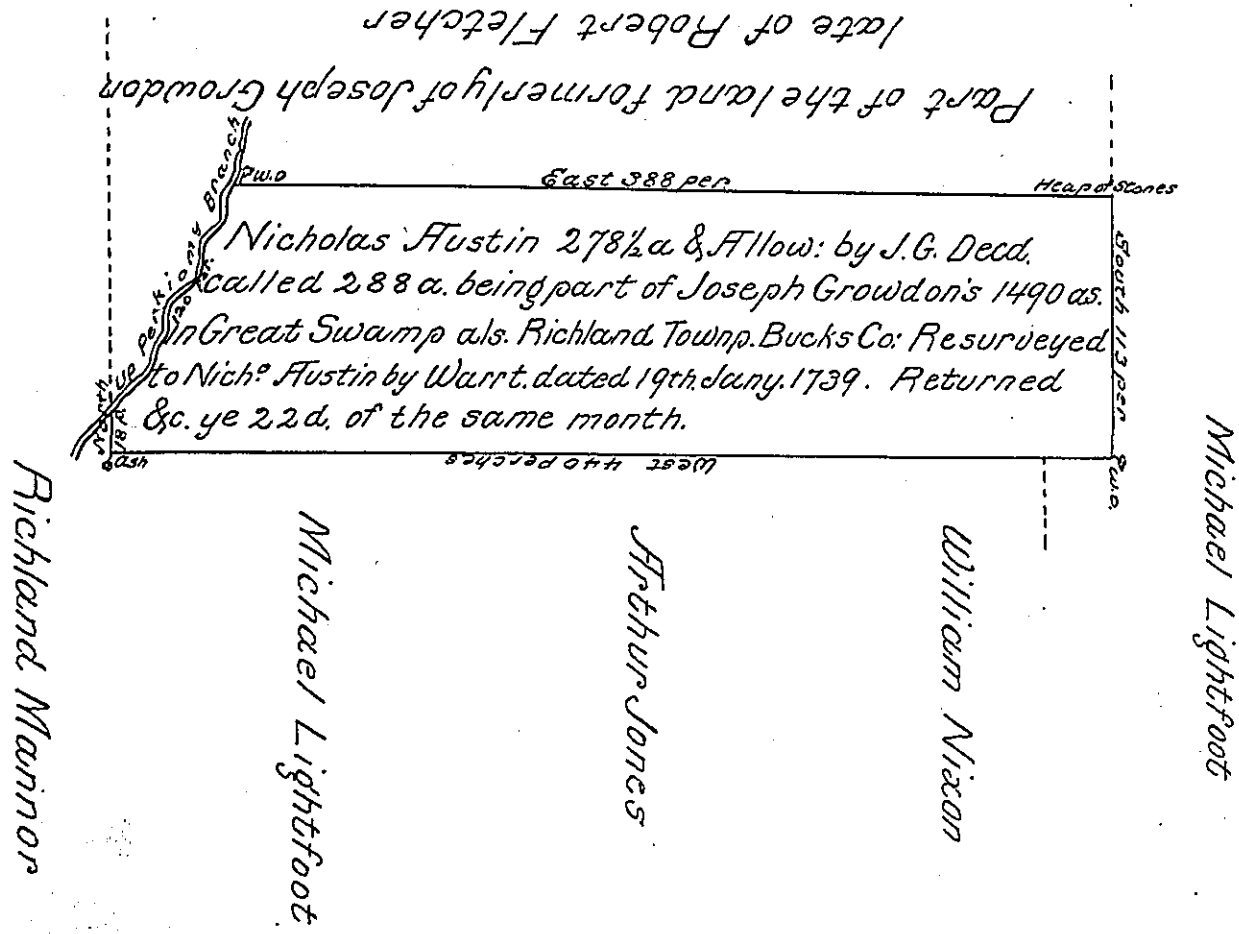 late of Robert Fletcher
Part of the land formerly of Joseph Growdon
P.w.o
East 388 per.
Heap of Stones
ye Perkiomy Branch
Nicholas Austin 278½ a & Allow: by J.G. Decd.
called 288 a. being part of Joseph Growdon's 1490 as.
in Great Swamp als. Richland Townp. Bucks Co: Resurveyed
to Nicho Austin by Warrt. dated 19th. Jany. 1739. Returned
&c. ye 22d. of the same month.
South 113 per
North
18 p.
Ash
West 440 perches
P.w.o.
Richland Mannor
Michael Lightfoot
Arthur Jones
William Nixon
Michael Lightfoot